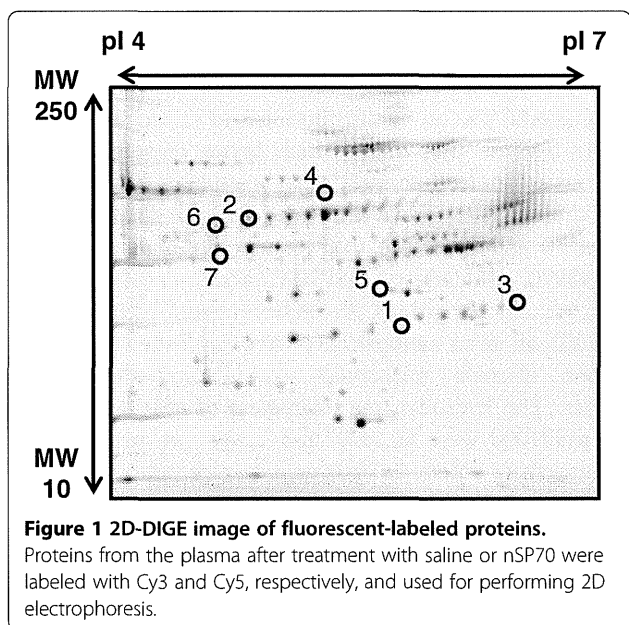 pI 4 pI 7
MW
250
4
2
6
7
5
3
1
MW
10
Figure 1 2D-DIGE image of fluorescent-labeled proteins.
Proteins from the plasma after treatment with saline or nSP70 were
labeled with Cy3 and Cy5, respectively, and used for performing 2D
electrophoresis.